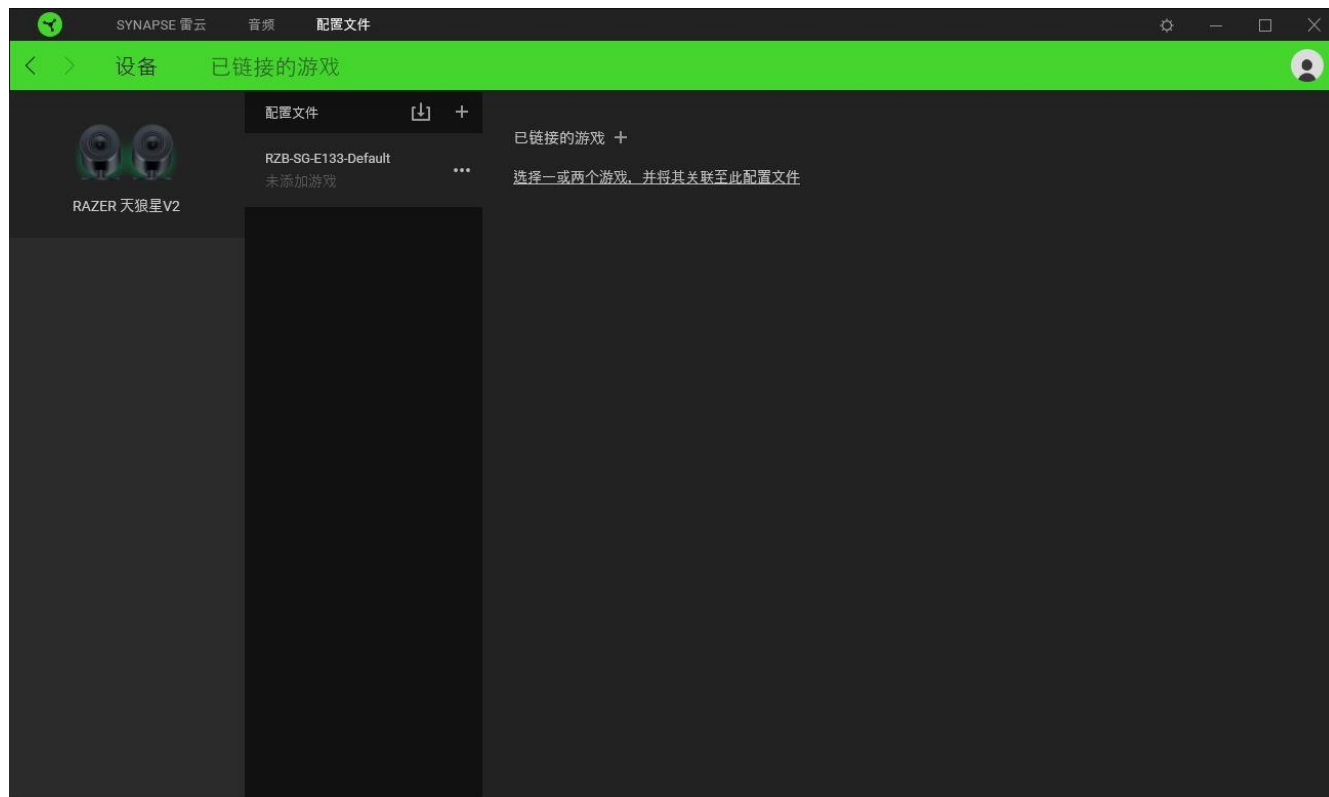 SYNAPSE 雷云 音频 配置文件
设备 已链接的游戏
配置文件
RZB-SG-E133-Default
未添加游戏
RAZER 天狼星V2
已链接的游戏
选择一或两个游戏，并将其关联至此配置文件